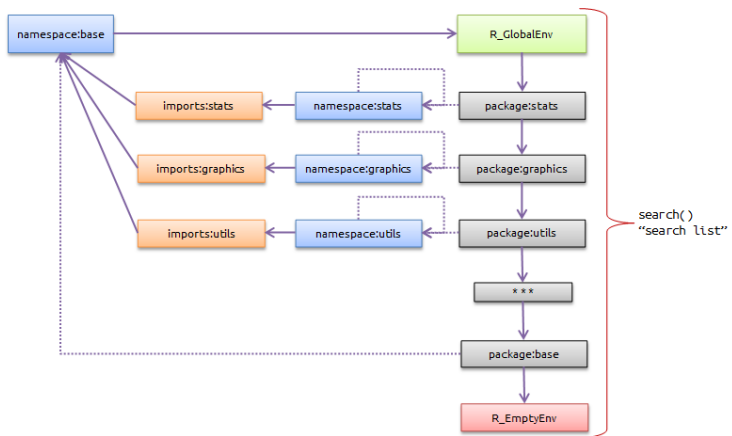 namespace:base
R_GlobalEnv
imports:stats
namespace:stats
package:stats
imports:graphics
namespace:graphics
package:graphics
imports:utils
namespace:utils
package:utils
search()
“search list”
***
package:base
R_EmptyEnv